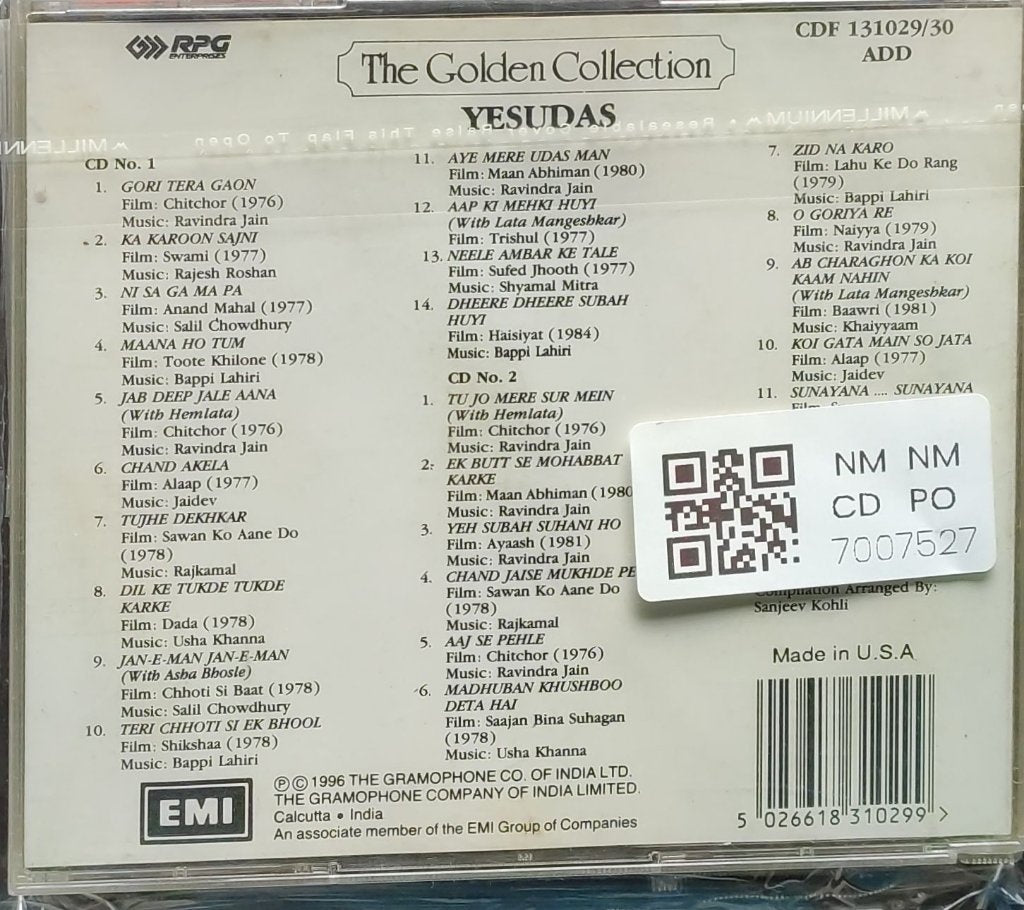 RPG
ENTERPRISES
The Golden Collection
YESUDAS
CDF 131029/30
ADD
MILLENNIUM
Resealable Cover Raise This Flap To Open
MILLENNI
CD No. 1
1. GORI TERA GAON
Film: Chitchor (1976)
Music: Ravindra Jain
2. KA KAROON SAJNI
Film: Swami (1977)
Music: Rajesh Roshan
3. NI SA GA MA PA
Film: Anand Mahal (1977)
Music: Salil Chowdhury
4. MAANA HO TUM
Film: Toote Khilone (1978)
Music: Bappi Lahiri
5. JAB DEEP JALE AANA
(With Hemlata)
Film: Chitchor (1976)
Music: Ravindra Jain
6. CHAND AKELA
Film: Alaap (1977)
Music: Jaidev
7. TUJHE DEKHKAR
Film: Sawan Ko Aane Do
(1978)
Music: Rajkamal
8. DIL KE TUKDE TUKDE
KARKE
Film: Dada (1978)
Music: Usha Khanna
9. JAN-E-MAN JAN-E-MAN
(With Asha Bhosle)
Film: Chhoti Si Baat (1978)
Music: Salil Chowdhury
10. TERI CHHOTI SI EK BHOOL
Film: Shikshaa (1978)
Music: Bappi Lahiri
11. AYE MERE UDAS MAN
Film: Maan Abhiman (1980)
Music: Ravindra Jain
12. AAP KI MEHKI HUYI
(With Lata Mangeshkar)
Film: Trishul (1977)
13. NEELE AMBAR KE TALE
Film: Sufed Jhooth (1977)
Music: Shyamal Mitra
14. DHEERE DHEERE SUBAH
HUYI
Film: Haisiyat (1984)
Music: Bappi Lahiri
CD No. 2
1. TU JO MERE SUR MEIN
(With Hemlata)
Film: Chitchor (1976)
Music: Ravindra Jain
2. EK BUTT SE MOHABBAT
KARKE
Film: Maan Abhiman (1980
Music: Ravindra Jain
3. YEH SUBAH SUHANI HO
Film: Ayaash (1981)
Music: Ravindra Jain
4. CHAND JAISE MUKHDE PE
Film: Sawan Ko Aane Do
(1978)
Music: Rajkamal
5. AAJ SE PEHLE
Film: Chitchor (1976)
Music: Ravindra Jain
6. MADHUBAN KHUSHBOO
DETA HAI
Film: Saajan Bina Suhagan
(1978)
Music: Usha Khanna
7. ZID NA KARO
Film: Lahu Ke Do Rang
(1979)
Music: Bappi Lahiri
8. O GORIYA RE
Film: Naiyya (1979)
Music: Ravindra Jain
9. AB CHARAGHON KA KOI
KAAM NAHIN
(With Lata Mangeshkar)
Film: Baawri (1981)
Music: Khaiyyaam
10. KOI GATA MAIN SO JATA
Film: Alaap (1977)
Music: Jaidev
11. SUNAYANA .... SUNAYANA
Film:
NM NM
CD PO
7007527
Compilation Arranged By:
Sanjeev Kohli
Made in U.S.A
5 026618 310299 >
EMI
Ⓟ © 1996 THE GRAMOPHONE CO. OF INDIA LTD.
THE GRAMOPHONE COMPANY OF INDIA LIMITED.
Calcutta • India
An associate member of the EMI Group of Companies